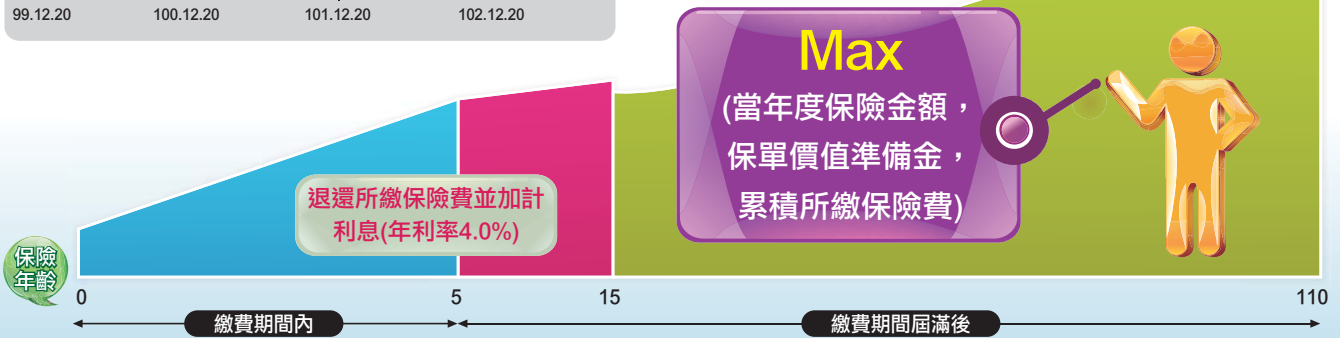 99.12.20 100.12.20 101.12.20 102.12.20
Max
(當年度保險金額，
保單價值準備金，
累積所繳保險費)
退還所繳保險費並加計
利息(年利率4.0%)
保險
年齡
0 5 15 110
繳費期間內 繳費期間屆滿後